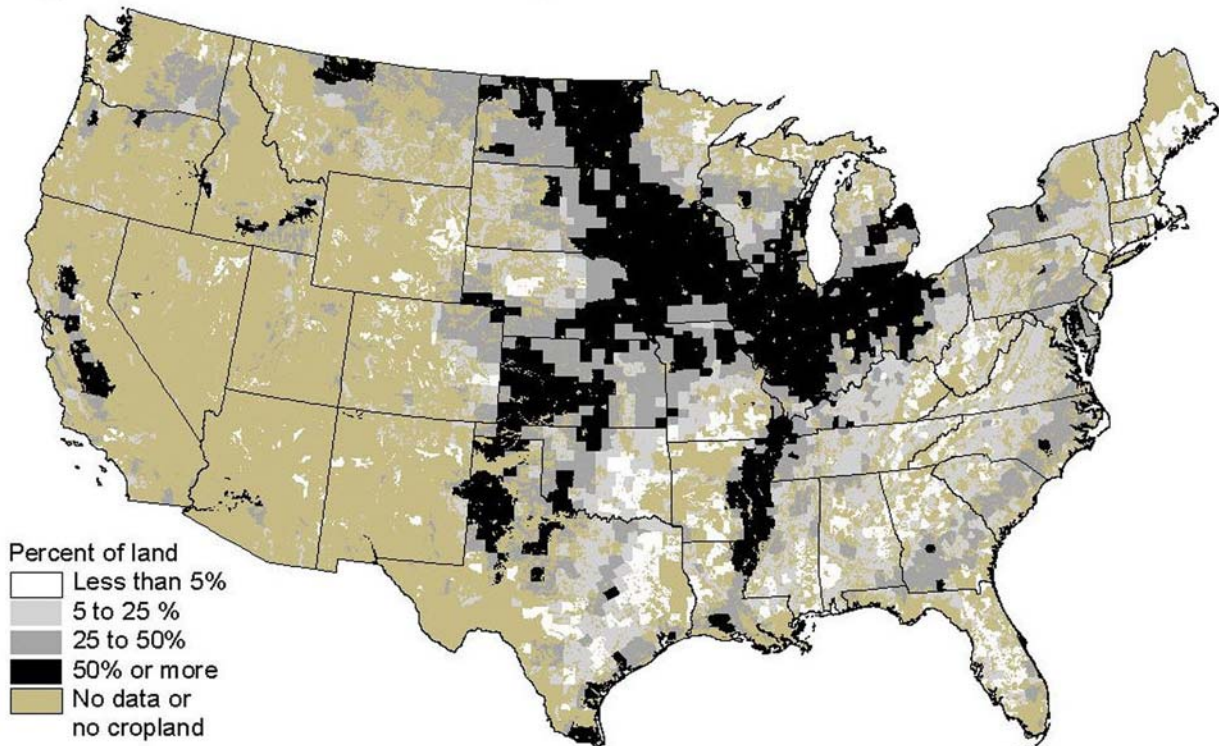 Percent of land
Less than 5%
5 to 25 %
25 to 50%
50% or more
No data or
no cropland